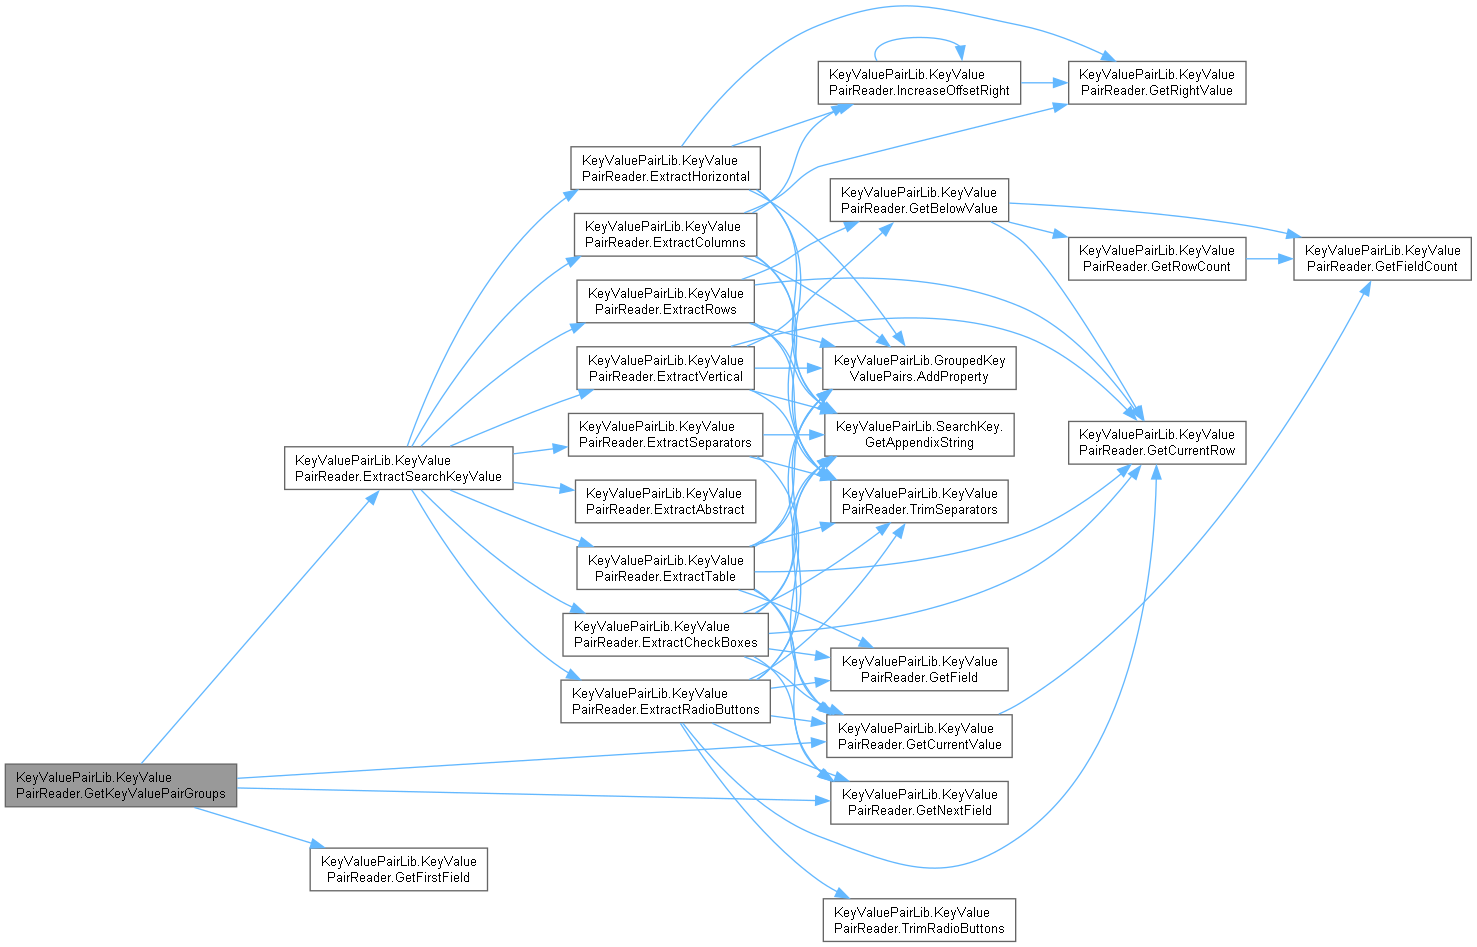 KeyValuePairLib.KeyValue
PairReader.GetKeyValuePairGroups
KeyValuePairLib.KeyValue
PairReader.ExtractSearchKeyValue
KeyValuePairLib.KeyValue
PairReader.GetFirstField
KeyValuePairLib.KeyValue
PairReader.ExtractHorizontal
KeyValuePairLib.KeyValue
PairReader.ExtractColumns
KeyValuePairLib.KeyValue
PairReader.ExtractRows
KeyValuePairLib.KeyValue
PairReader.ExtractVertical
KeyValuePairLib.KeyValue
PairReader.ExtractSeparators
KeyValuePairLib.KeyValue
PairReader.ExtractAbstract
KeyValuePairLib.KeyValue
PairReader.ExtractTable
KeyValuePairLib.KeyValue
PairReader.ExtractCheckBoxes
KeyValuePairLib.KeyValue
PairReader.ExtractRadioButtons
KeyValuePairLib.KeyValue
PairReader.IncreaseOffsetRight
KeyValuePairLib.KeyValue
PairReader.GetBelowValue
KeyValuePairLib.GroupedKey
ValuePairs.AddProperty
KeyValuePairLib.SearchKey.
GetAppendixString
KeyValuePairLib.KeyValue
PairReader.TrimSeparators
KeyValuePairLib.KeyValue
PairReader.GetField
KeyValuePairLib.KeyValue
PairReader.GetCurrentValue
KeyValuePairLib.KeyValue
PairReader.GetNextField
KeyValuePairLib.KeyValue
PairReader.TrimRadioButtons
KeyValuePairLib.KeyValue
PairReader.GetRightValue
KeyValuePairLib.KeyValue
PairReader.GetRowCount
KeyValuePairLib.KeyValue
PairReader.GetCurrentRow
KeyValuePairLib.KeyValue
PairReader.GetFieldCount